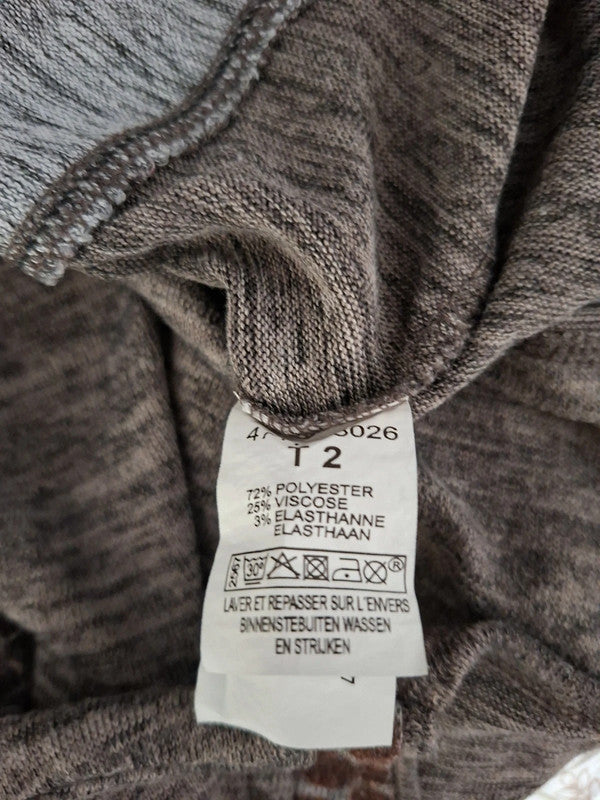 T 2
72% POLYESTER
25% VISCOSE
3% ELASTHANNE
ELASTHAAN
30°
LAVER ET REPASSER SUR L'ENVERS
BINNENSTEBUITEN WASSEN
EN STRIJKEN